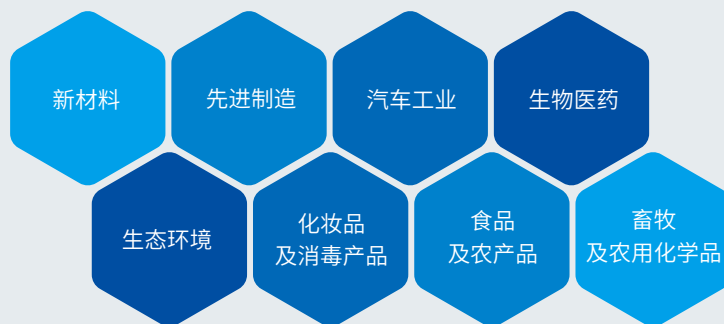 新材料
先进制造
汽车工业
生物医药
生态环境
化妆品
及消毒产品
食品
及农产品
畜牧
及农用化学品